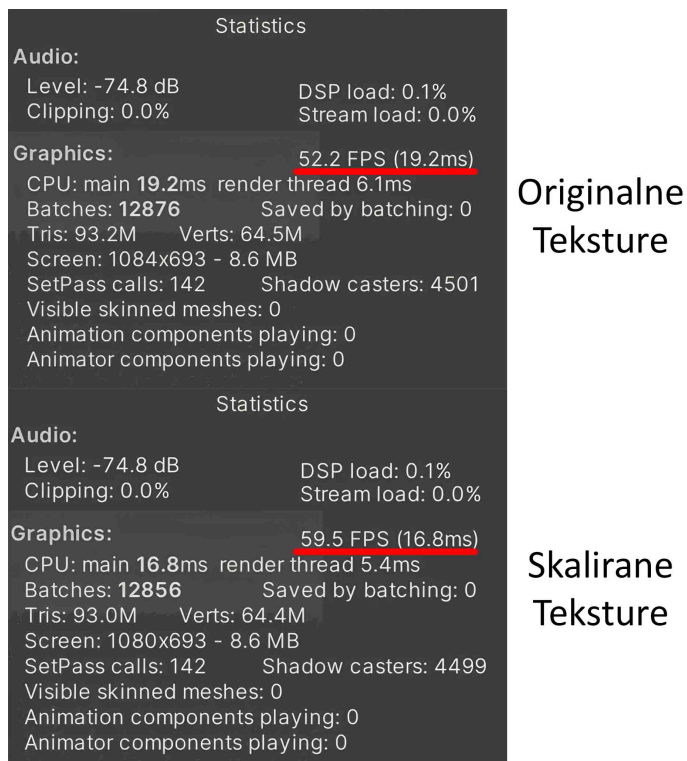 Statistics
Audio:
Level: -74.8 dB
DSP load: 0.1%
Clipping: 0.0%
Stream load: 0.0%
Graphics:
52.2 FPS (19.2ms)
CPU: main 19.2ms render thread 6.1ms
Batches: 12876 Saved by batching: 0
Tris: 93.2M Verts: 64.5M
Screen: 1084x693 - 8.6 MB
SetPass calls: 142 Shadow casters: 4501
Visible skinned meshes: 0
Animation components playing: 0
Animator components playing: 0
Originalne
Teksture
Statistics
Audio:
Level: -74.8 dB
DSP load: 0.1%
Clipping: 0.0%
Stream load: 0.0%
Graphics:
59.5 FPS (16.8ms)
CPU: main 16.8ms render thread 5.4ms
Batches: 12856 Saved by batching: 0
Tris: 93.0M Verts: 64.4M
Screen: 1080x693 - 8.6 MB
SetPass calls: 142 Shadow casters: 4499
Visible skinned meshes: 0
Animation components playing: 0
Animator components playing: 0
Skalirane
Teksture